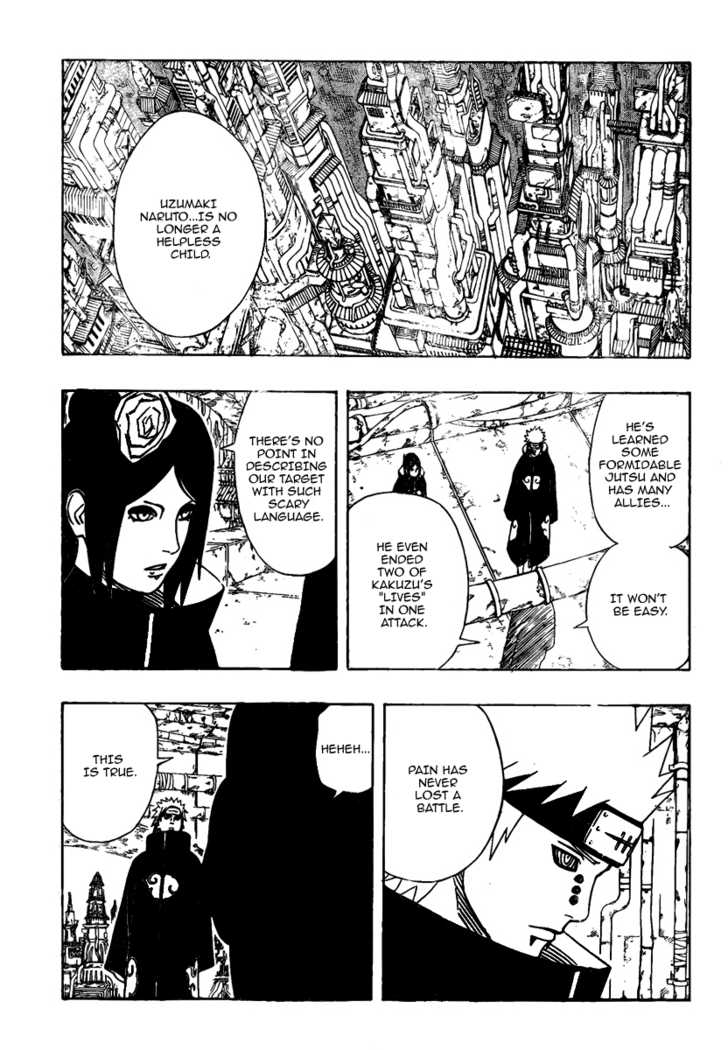 UZUMAKI
NARUTO...IS NO
LONGER A
HELPLESS
CHILD.
HE'S
LEARNED
SOME
FORMIDABLE
JUTSU AND
HAS MANY
ALLIES...
IT WON'T
BE EASY.
HE EVEN
ENDED
TWO OF
KAKUZU'S
"LIVES"
IN ONE
ATTACK.
THERE'S NO
POINT IN
DESCRIBING
OUR TARGET
WITH SUCH
SCARY
LANGUAGE.
PAIN HAS
NEVER
LOST A
BATTLE.
HEHEH...
THIS
IS TRUE.